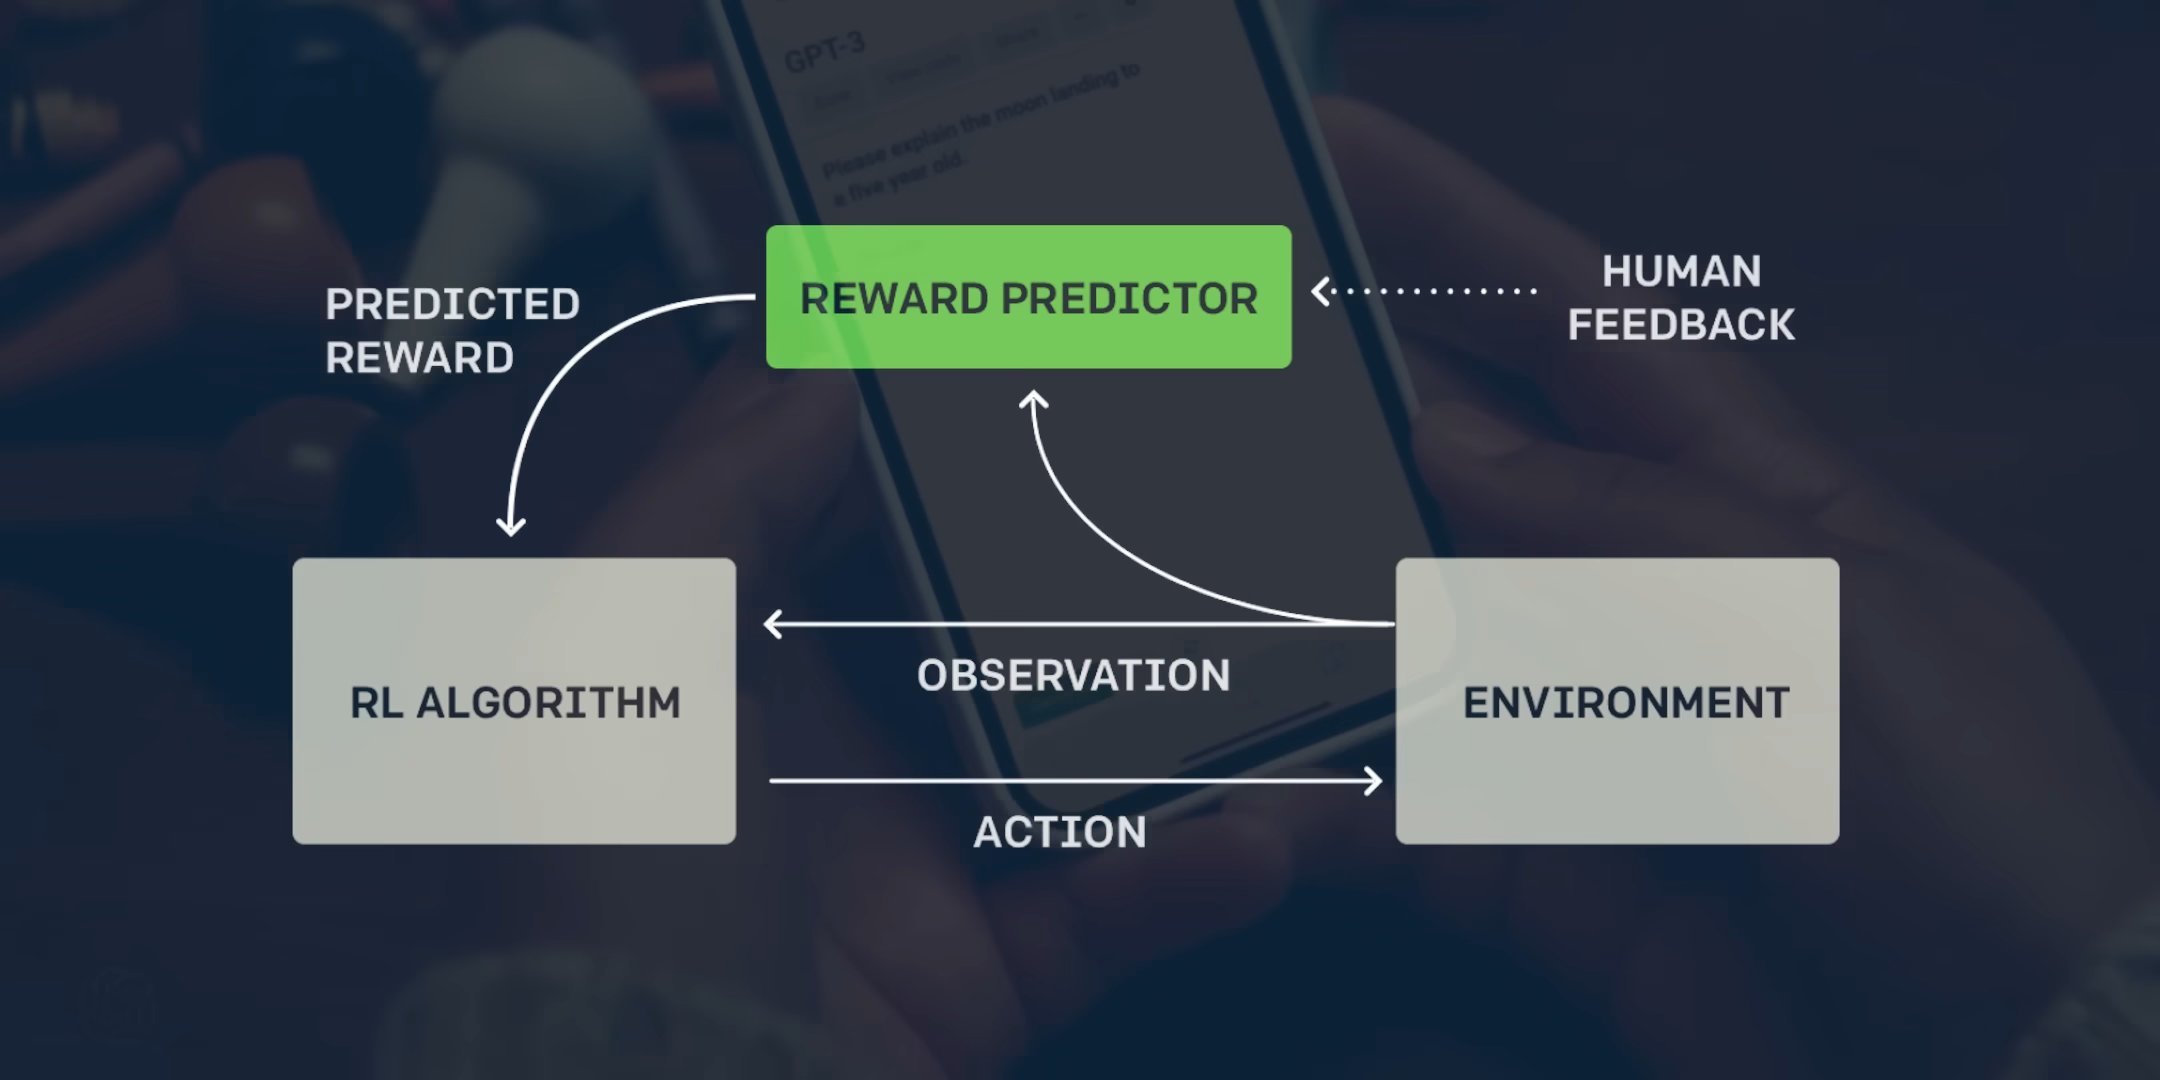 GPT-3
Please explain the moon landing to
a five year old.
REWARD PREDICTOR
HUMAN
FEEDBACK
PREDICTED
REWARD
RL ALGORITHM
OBSERVATION
ENVIRONMENT
ACTION